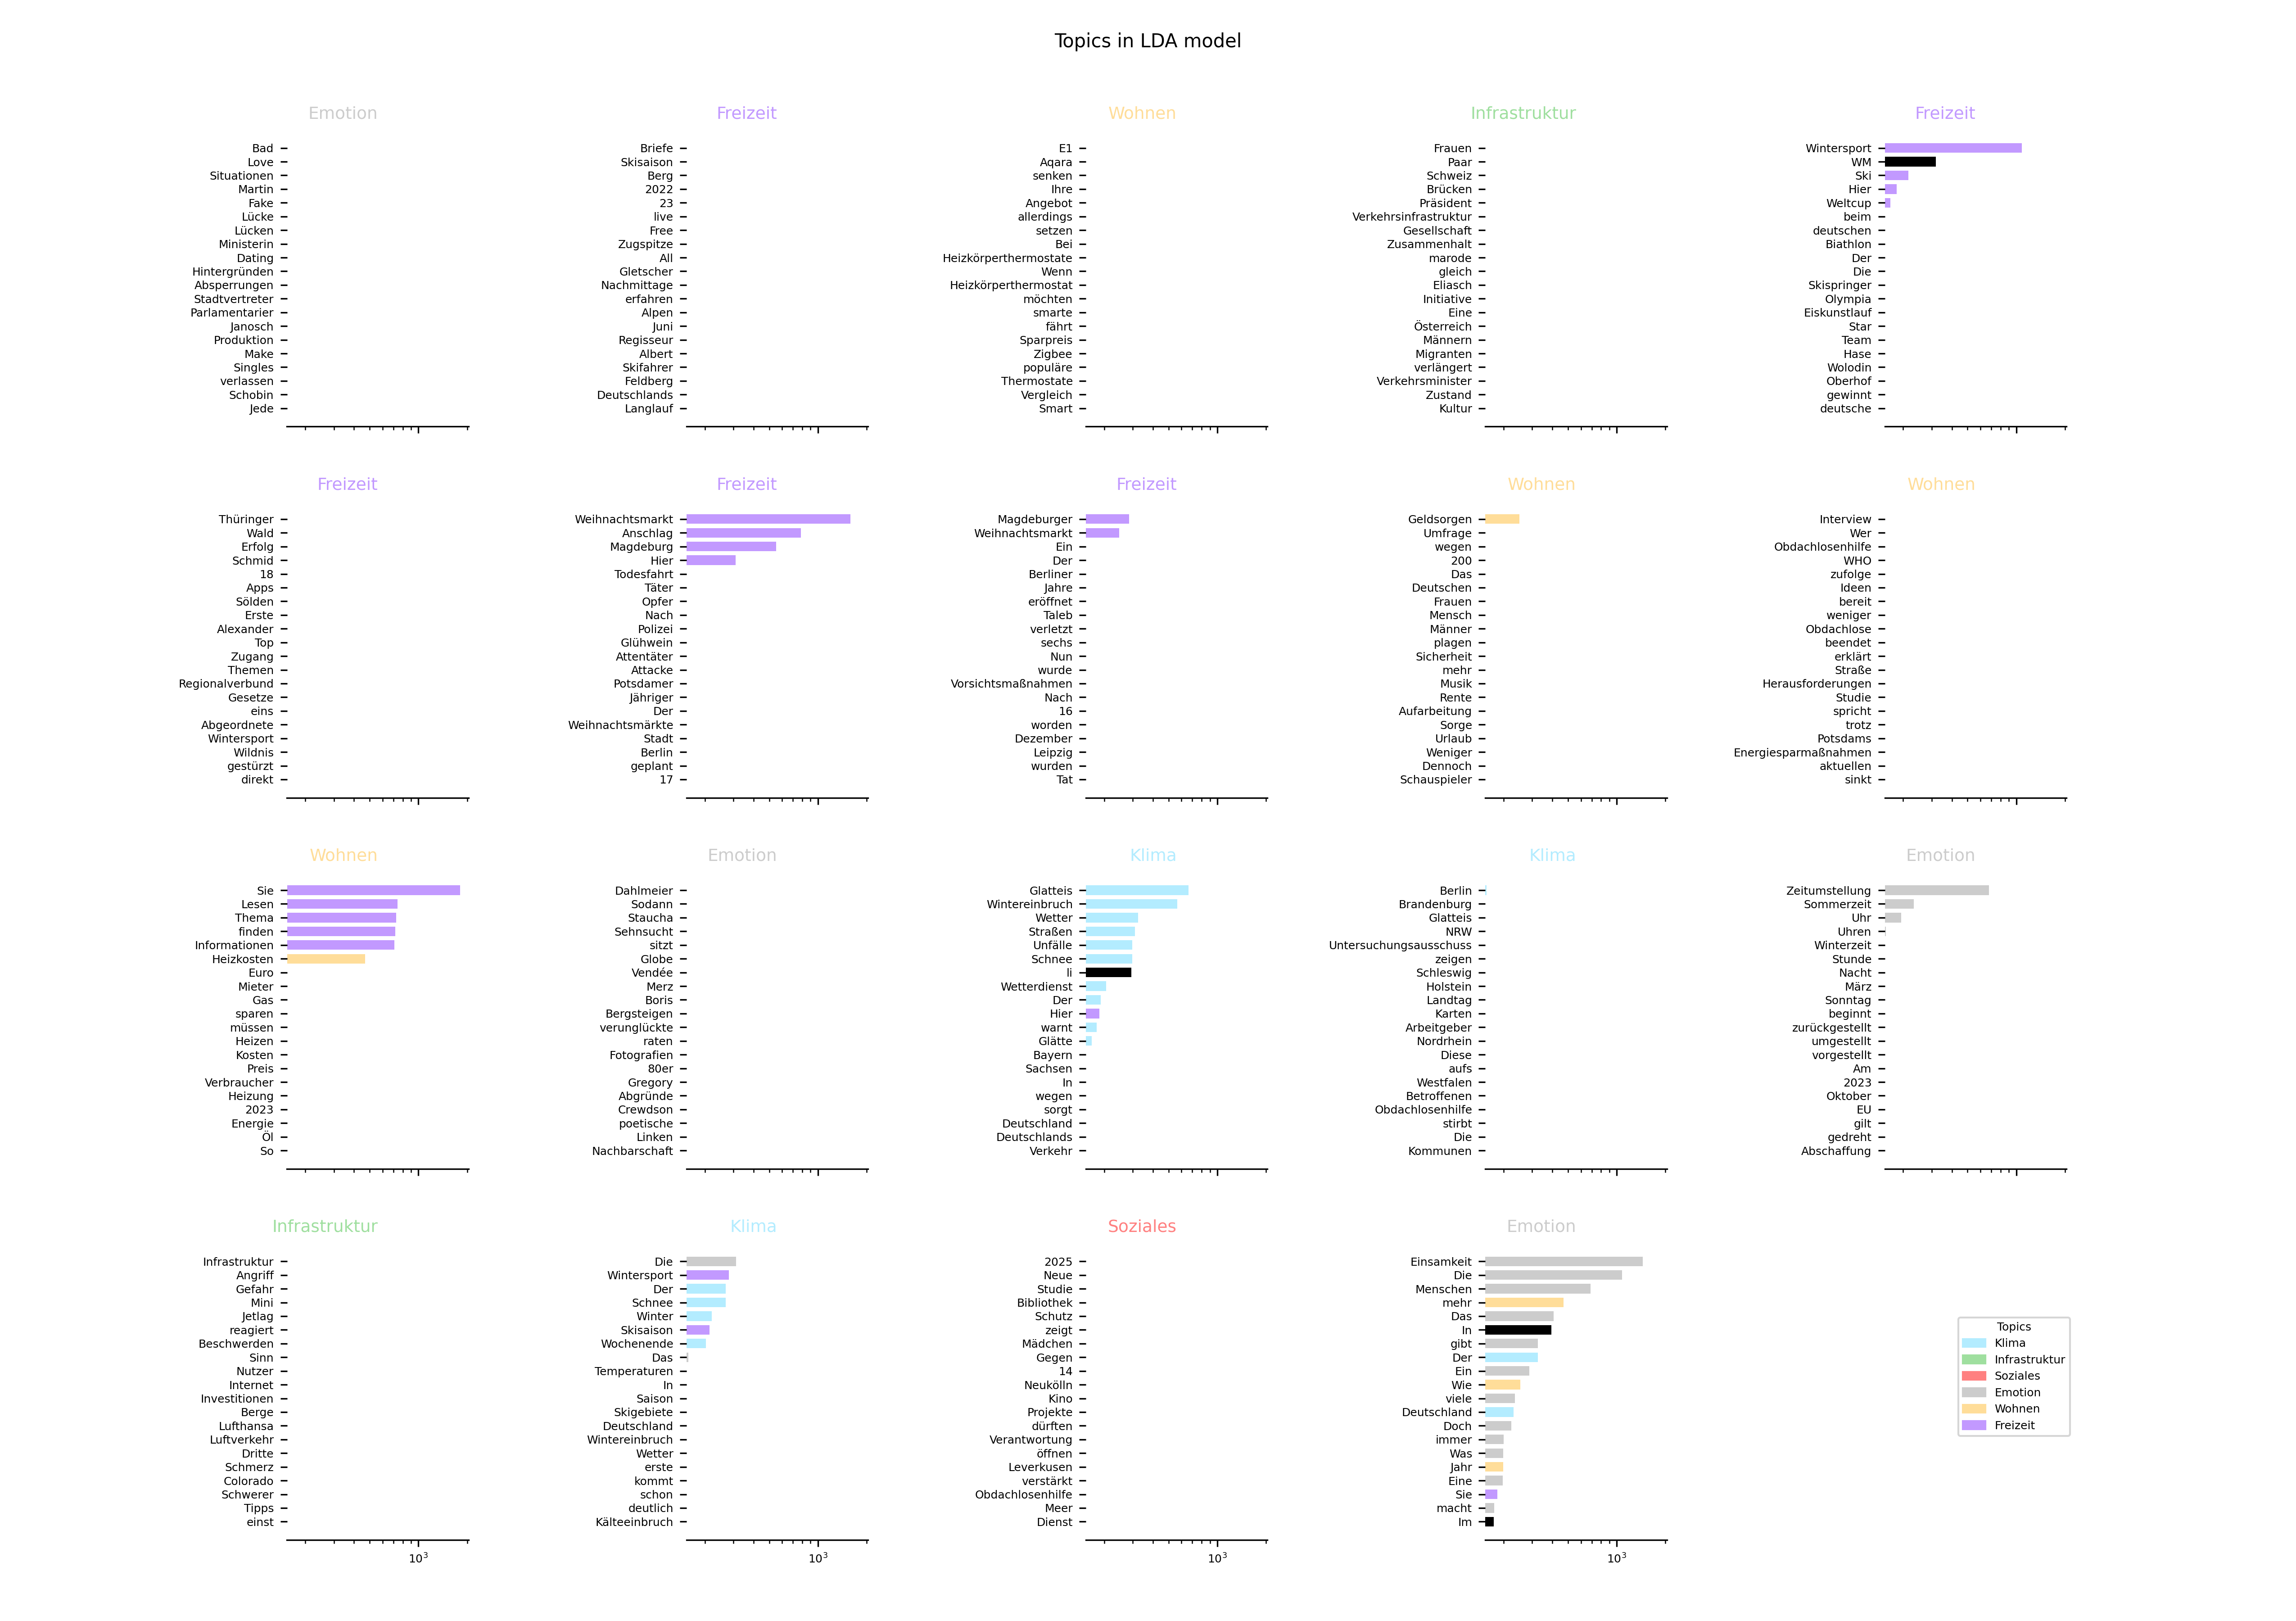 Topics in LDA model
Emotion
Bad
Love
Situationen
Martin
Fake
Lücke
Lücken
Ministerin
Dating
Hintergründen
Absperrungen
Stadtvertreter
Parlamentarier
Janosch
Produktion
Make
Singles
verlassen
Schobin
Jede
Freizeit
Briefe
Skisaison
Berg
2022
23
live
Free
Zugspitze
All
Gletscher
Nachmittage
erfahren
Alpen
Juni
Regisseur
Albert
Skifahrer
Feldberg
Deutschlands
Langlauf
Wohnen
E1
Aqara
senken
Ihre
Angebot
allerdings
setzen
Bei
Heizkörperthermostate
Wenn
Heizkörperthermostat
möchten
smarte
fährt
Sparpreis
Zigbee
populäre
Thermostate
Vergleich
Smart
Infrastruktur
Frauen
Paar
Schweiz
Brücken
Präsident
Verkehrsinfrastruktur
Gesellschaft
Zusammenhalt
marode
gleich
Eliasch
Initiative
Eine
Österreich
Männern
Migranten
verlängert
Verkehrsminister
Zustand
Kultur
Freizeit
Wintersport
WM
Ski
Hier
Weltcup
beim
deutschen
Biathlon
Der
Die
Skispringer
Olympia
Eiskunstlauf
Star
Team
Hase
Wolodin
Oberhof
gewinnt
deutsche
Freizeit
Thüringer
Wald
Erfolg
Schmid
18
Apps
Sölden
Erste
Alexander
Top
Zugang
Themen
Regionalverbund
Gesetze
eins
Abgeordnete
Wintersport
Wildnis
gestürzt
direkt
Freizeit
Weihnachtsmarkt
Anschlag
Magdeburg
Hier
Todesfahrt
Täter
Opfer
Nach
Polizei
Glühwein
Attentäter
Attacke
Potsdamer
Jähriger
Der
Weihnachtsmärkte
Stadt
Berlin
geplant
17
Freizeit
Magdeburger
Weihnachtsmarkt
Ein
Der
Berliner
Jahre
eröffnet
Taleb
verletzt
sechs
Nun
wurde
Vorsichtsmaßnahmen
Nach
16
worden
Dezember
Leipzig
wurden
Tat
Wohnen
Geldsorgen
Umfrage
wegen
200
Das
Deutschen
Frauen
Mensch
Männer
plagen
Sicherheit
mehr
Musik
Rente
Aufarbeitung
Sorge
Urlaub
Weniger
Dennoch
Schauspieler
Wohnen
Interview
Wer
Obdachlosenhilfe
WHO
zufolge
Ideen
bereit
weniger
Obdachlose
beendet
erklärt
Straße
Herausforderungen
Studie
spricht
trotz
Potsdams
Energiesparmaßnahmen
aktuellen
sinkt
Wohnen
Sie
Lesen
Thema
finden
Informationen
Heizkosten
Euro
Mieter
Gas
sparen
müssen
Heizen
Kosten
Preis
Verbraucher
Heizung
2023
Energie
Öl
So
Emotion
Dahlmeier
Sodann
Staucha
Sehnsucht
sitzt
Globe
Vendée
Merz
Boris
Bergsteigen
verunglückte
raten
Fotografien
80er
Gregory
Abgründe
Crewdson
poetische
Linken
Nachbarschaft
Klima
Glatteis
Wintereinbruch
Wetter
Straßen
Unfälle
Schnee
li
Wetterdienst
Der
Hier
warnt
Glätte
Bayern
Sachsen
In
wegen
sorgt
Deutschland
Deutschlands
Verkehr
Klima
Berlin
Brandenburg
Glatteis
NRW
Untersuchungsausschuss
zeigen
Schleswig
Holstein
Landtag
Karten
Arbeitgeber
Nordrhein
Diese
aufs
Westfalen
Betroffenen
Obdachlosenhilfe
stirbt
Die
Kommunen
Emotion
Zeitumstellung
Sommerzeit
Uhr
Uhren
Winterzeit
Stunde
Nacht
März
Sonntag
beginnt
zurückgestellt
umgestellt
vorgestellt
Am
2023
Oktober
EU
gilt
gedreht
Abschaffung
Infrastruktur
Infrastruktur
Angriff
Gefahr
Mini
Jetlag
reagiert
Beschwerden
Sinn
Nutzer
Internet
Investitionen
Berge
Lufthansa
Luftverkehr
Dritte
Schmerz
Colorado
Schwerer
Tipps
einst
10³
Klima
Die
Wintersport
Der
Schnee
Winter
Skisaison
Wochenende
Das
Temperaturen
In
Saison
Skigebiete
Deutschland
Wintereinbruch
Wetter
erste
kommt
schon
deutlich
Kälteeinbruch
10³
Soziales
2025
Neue
Studie
Bibliothek
Schutz
zeigt
Mädchen
Gegen
14
Neukölln
Kino
Projekte
dürften
Verantwortung
öffnen
Leverkusen
verstärkt
Obdachlosenhilfe
Meer
Dienst
10³
Emotion
Einsamkeit
Die
Menschen
mehr
Das
In
gibt
Der
Ein
Wie
viele
Deutschland
Doch
immer
Was
Jahr
Eine
Sie
macht
Im
10³
Topics
Klima
Infrastruktur
Soziales
Emotion
Wohnen
Freizeit